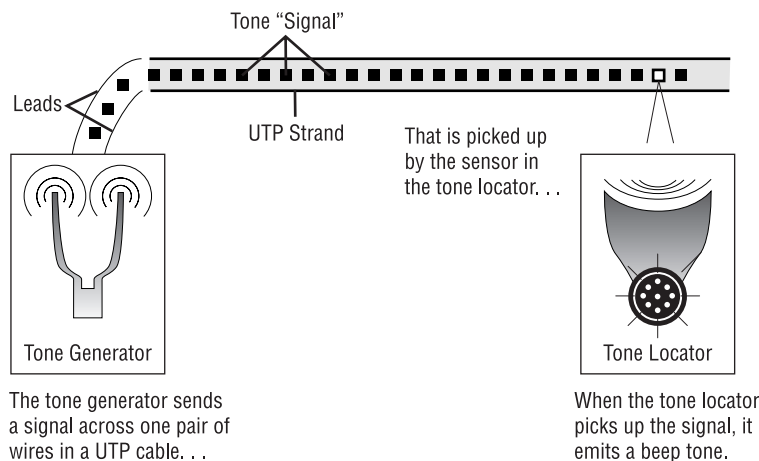 Tone “Signal”
Leads
UTP Strand
That is picked up
by the sensor in
the tone locator. . .
Tone Generator
Tone Locator
The tone generator sends
a signal across one pair of
wires in a UTP cable. . .
When the tone locator
picks up the signal, it
emits a beep tone.